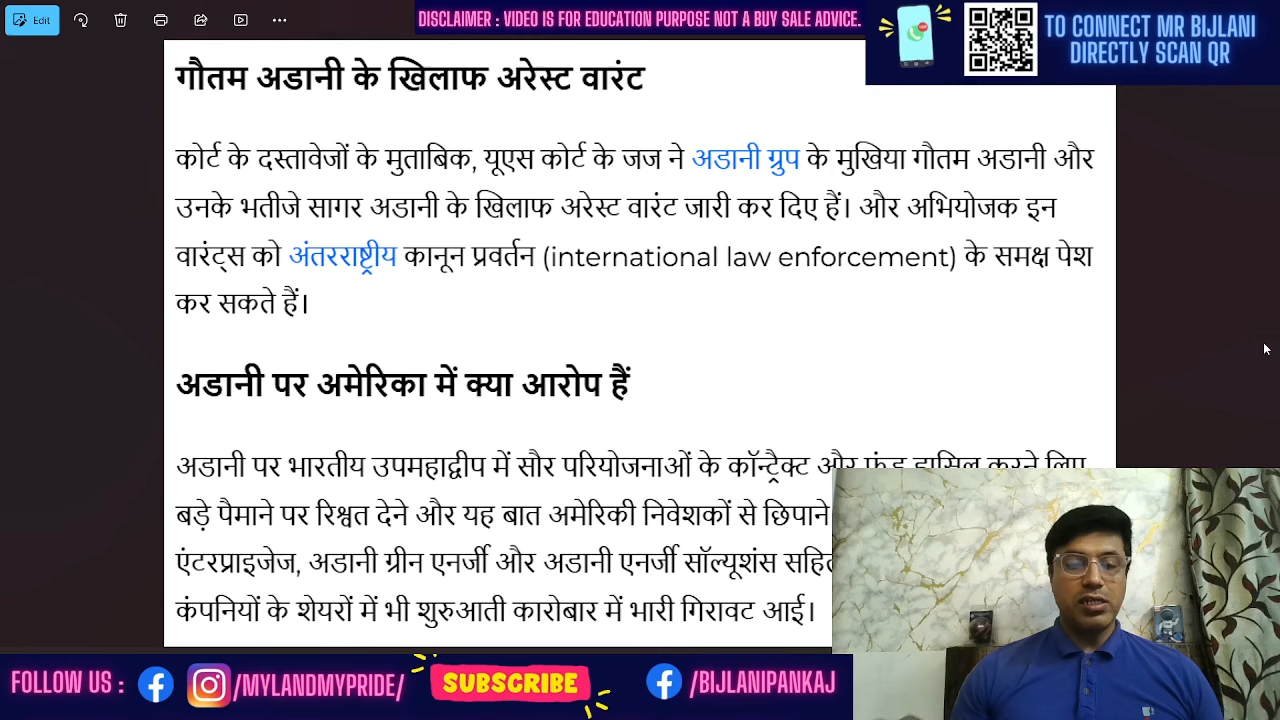 Edit
DISCLAIMER : VIDEO IS FOR EDUCATION PURPOSE NOT A BUY SALE ADVICE.
TO CONNECT MR BIJLANI
DIRECTLY SCAN QR
गौतम अडानी के खिलाफ अरेस्ट वारंट
कोर्ट के दस्तावेजों के मुताबिक, यूएस कोर्ट के जज ने अडानी ग्रुप के मुखिया गौतम अडानी और
उनके भतीजे सागर अडानी के खिलाफ अरेस्ट वारंट जारी कर दिए हैं। और अभियोजक इन
वारंट्स को अंतरराष्ट्रीय कानून प्रवर्तन (international law enforcement) के समक्ष पेश
कर सकते हैं।
अडानी पर अमेरिका में क्या आरोप हैं
अडानी पर भारतीय उपमहाद्वीप में सौर परियोजनाओं के कॉन्ट्रैक्ट और फंड हासिल करने लिए
बड़े पैमाने पर रिश्वत देने और यह बात अमेरिकी निवेशकों से छिपाने
एंटरप्राइजेज, अडानी ग्रीन एनर्जी और अडानी एनर्जी सॉल्यूशंस
कंपनियों के शेयरों में भी शुरुआती कारोबार में भारी गिरावट आई।
FOLLOW US :
/MYLANDMYPRIDE/
SUBSCRIBE
/BIJLANIPANKAJ